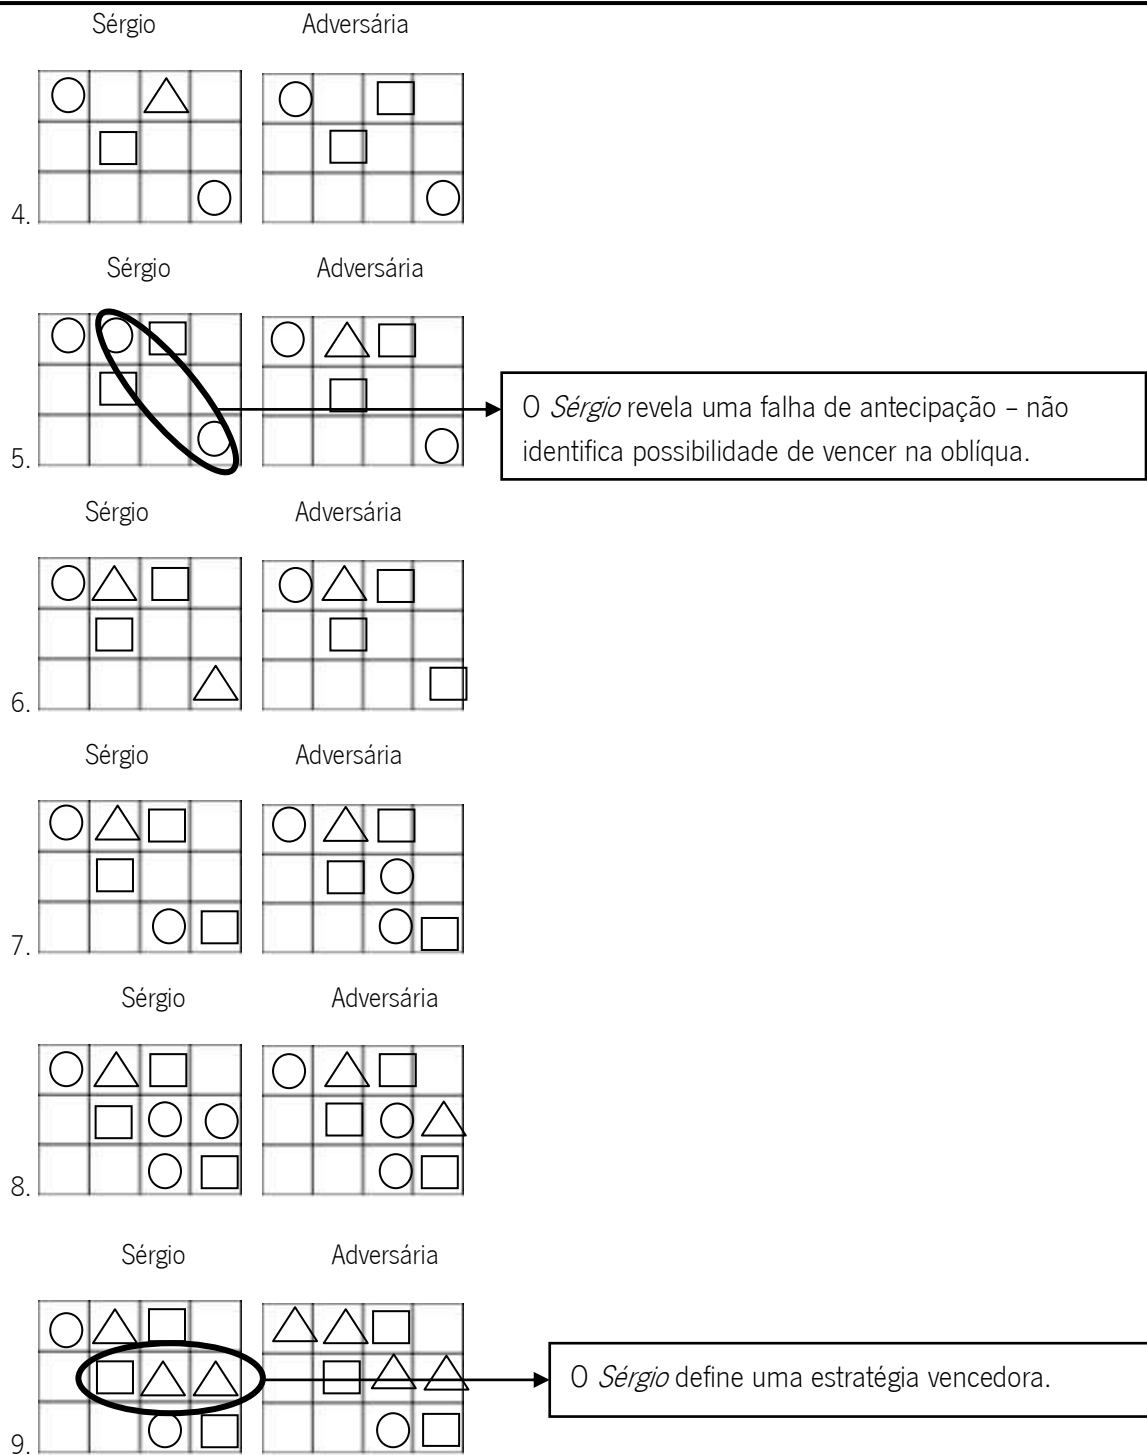 Sérgio Adversária
4.
Sérgio Adversária
O Sérgio revela uma falha de antecipação – não
identifica possibilidade de vencer na oblíqua.
5.
Sérgio Adversária
6.
Sérgio Adversária
7.
Sérgio Adversária
8.
Sérgio Adversária
O Sérgio define uma estratégia vencedora.
9.